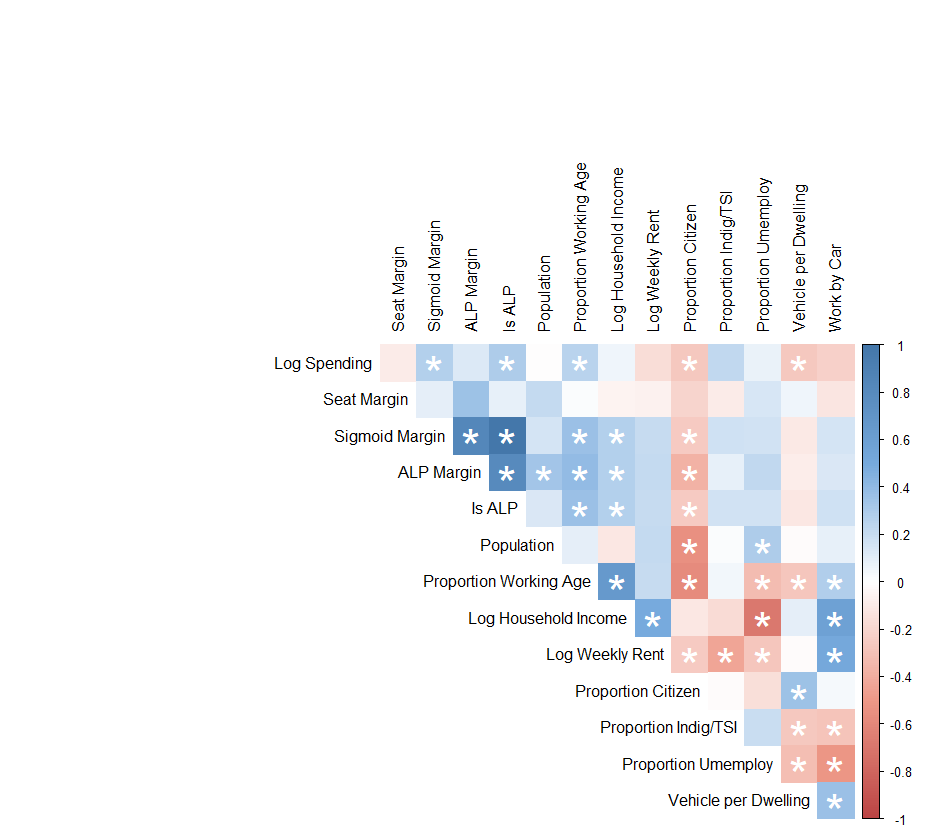 Seat Margin
Sigmoid Margin
ALP Margin
Is ALP
Population
Proportion Working Age
Log Household Income
Log Weekly Rent
Proportion Citizen
Proportion Indig/TSI
Proportion Umemploy
Vehicle per Dwelling
Work by Car
Log Spending
* * * * *
Seat Margin
Sigmoid Margin
* * * * *
ALP Margin
* * * * *
Is ALP
* * *
Population
* *
Proportion Working Age
* * * * *
Log Household Income
* * *
Log Weekly Rent
* * * *
Proportion Citizen
*
Proportion Indig/TSI
* *
Proportion Umemploy
* *
Vehicle per Dwelling
*
1
0.8
0.6
0.4
0.2
0
-0.2
-0.4
-0.6
-0.8
-1